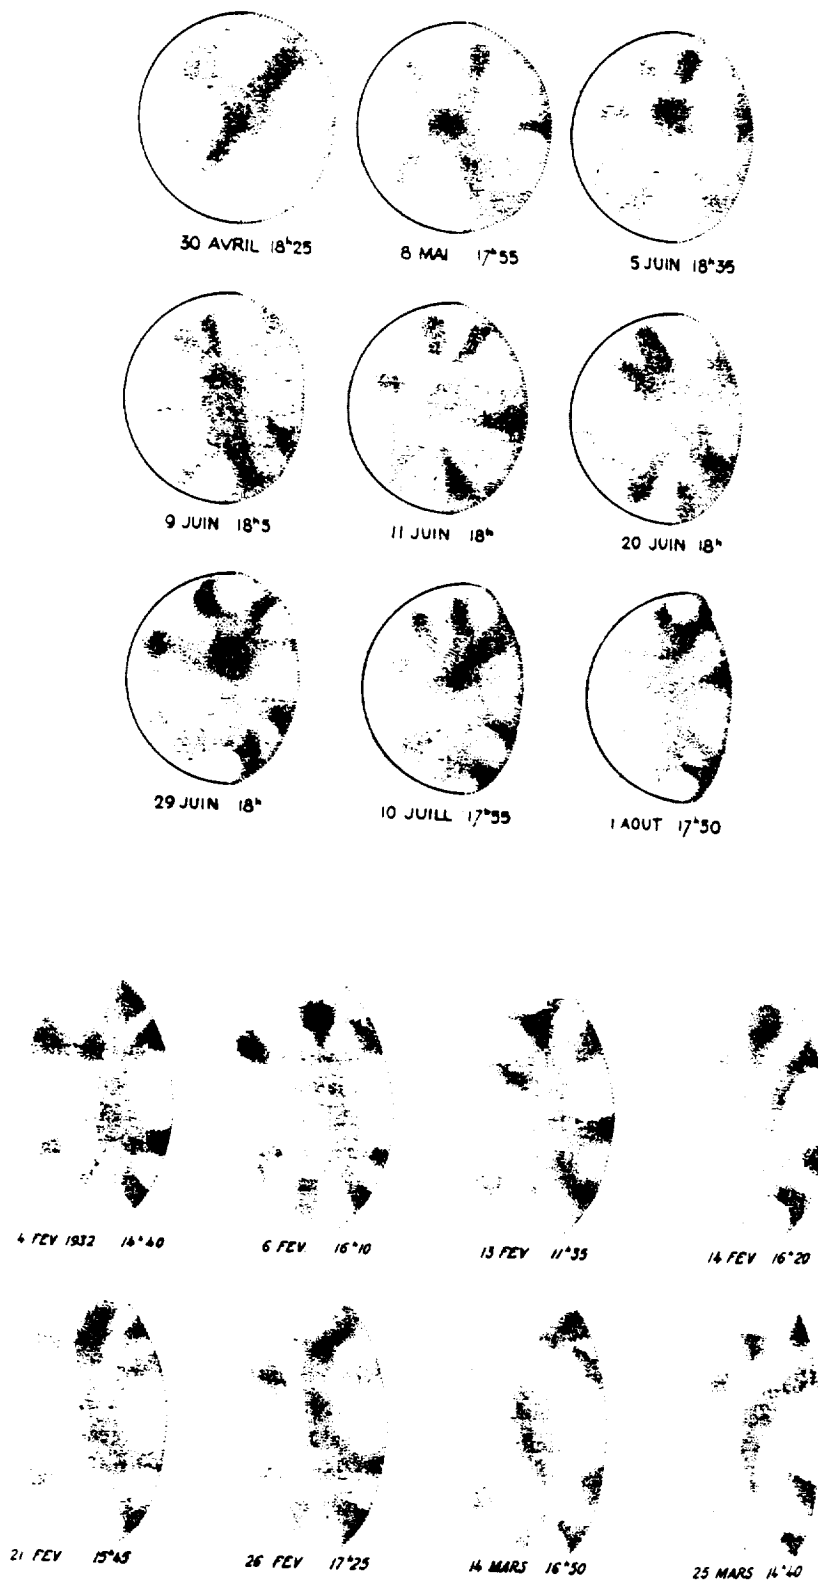 30 AVRIL 18ʰ25
8 MAI 17ʰ55
5 JUIN 18ʰ35
9 JUIN 18ʰ5
11 JUIN 18ʰ
20 JUIN 18ʰ
29 JUIN 18ʰ
10 JUILL 17ʰ55
1 AOUT 17ʰ50
4 FEV 1932 14ʰ40
6 FEV. 16ʰ10
13 FEV 11ʰ35
14 FEV 16ʰ20
21 FEV 15ʰ45
26 FEV 17ʰ25
14 MARS 16ʰ50
25 MARS 14ʰ40